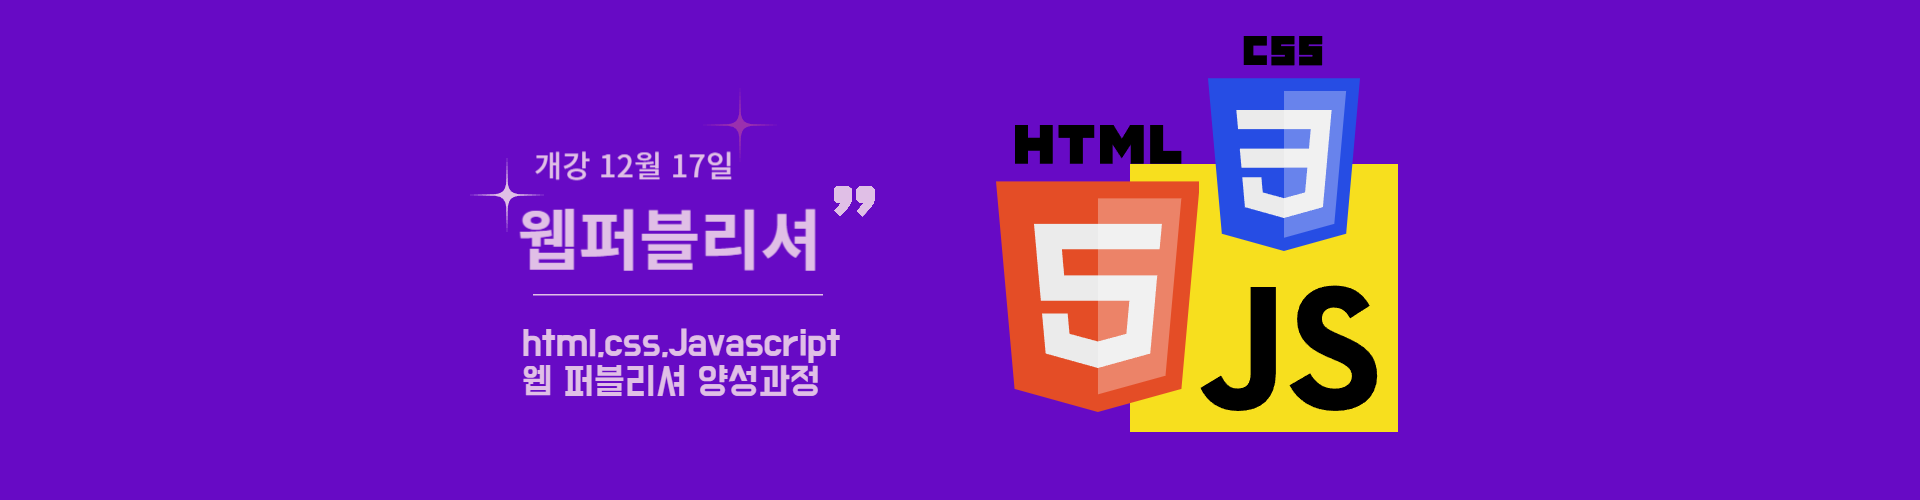 개강 12월 17일
웹퍼블리셔
”
html,css,Javascript
웹 퍼블리셔 양성과정
CSS
HTML
3
5
JS